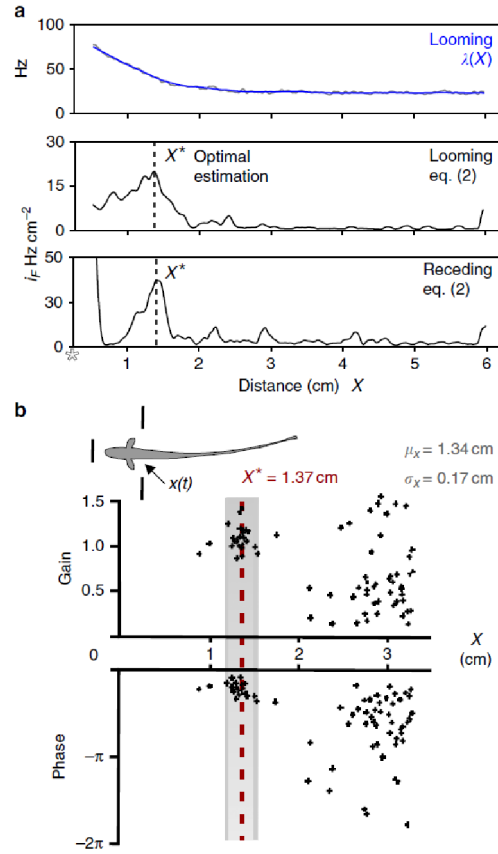 a
100
Looming
λ(X)
Hz
50
0
30
X* Optimal
estimation
Looming
eq. (2)
15
0
50
X*
Receding
eq. (2)
30
0
i_F Hz cm⁻²
1 2 3 4 5 6
Distance (cm) X
b
x(t)
X* = 1.37 cm
μ_x = 1.34 cm
σ_x = 0.17 cm
1.5
1.0
0.5
Gain
1 2 3
X
(cm)
0
−π
−2π
Phase